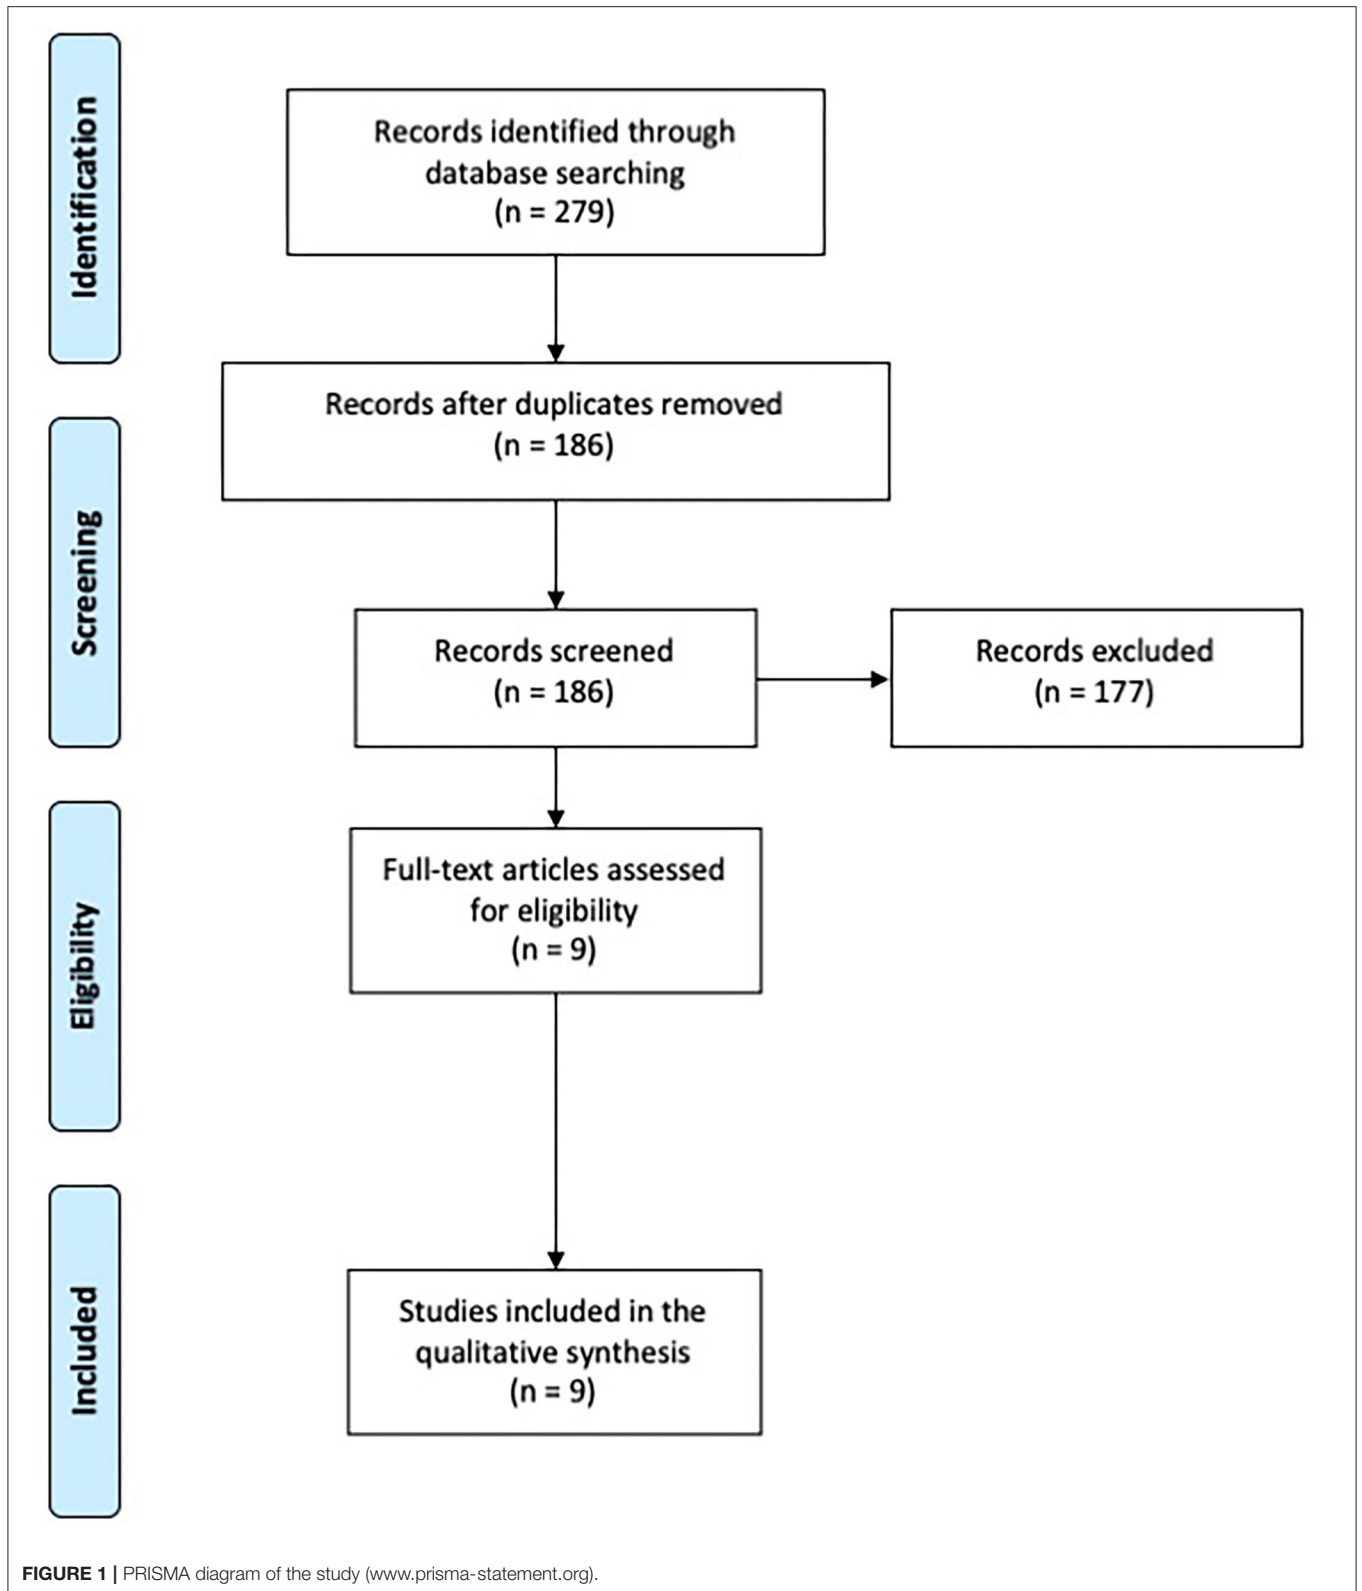 Identification
Records identified through
database searching
(n = 279)
Records after duplicates removed
(n = 186)
Screening
Records screened
(n = 186)
Records excluded
(n = 177)
Eligibility
Full-text articles assessed
for eligibility
(n = 9)
Included
Studies included in the
qualitative synthesis
(n = 9)
FIGURE 1 | PRISMA diagram of the study (www.prisma-statement.org).